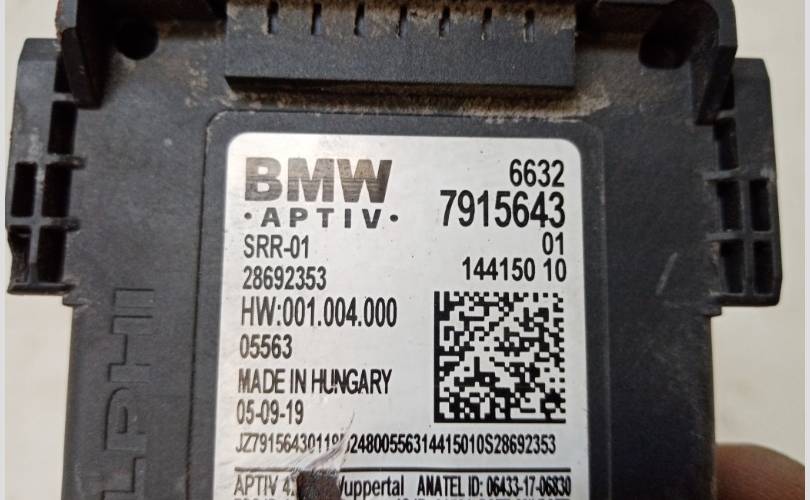 BMW
·APTIV·
6632
7915643
01
144150 10
SRR-01
28692353
HW:001.004.000
05563
MADE IN HUNGARY
05-09-19
APTIV Wuppertal ANATEL ID: 06433-17-06830
LPHI